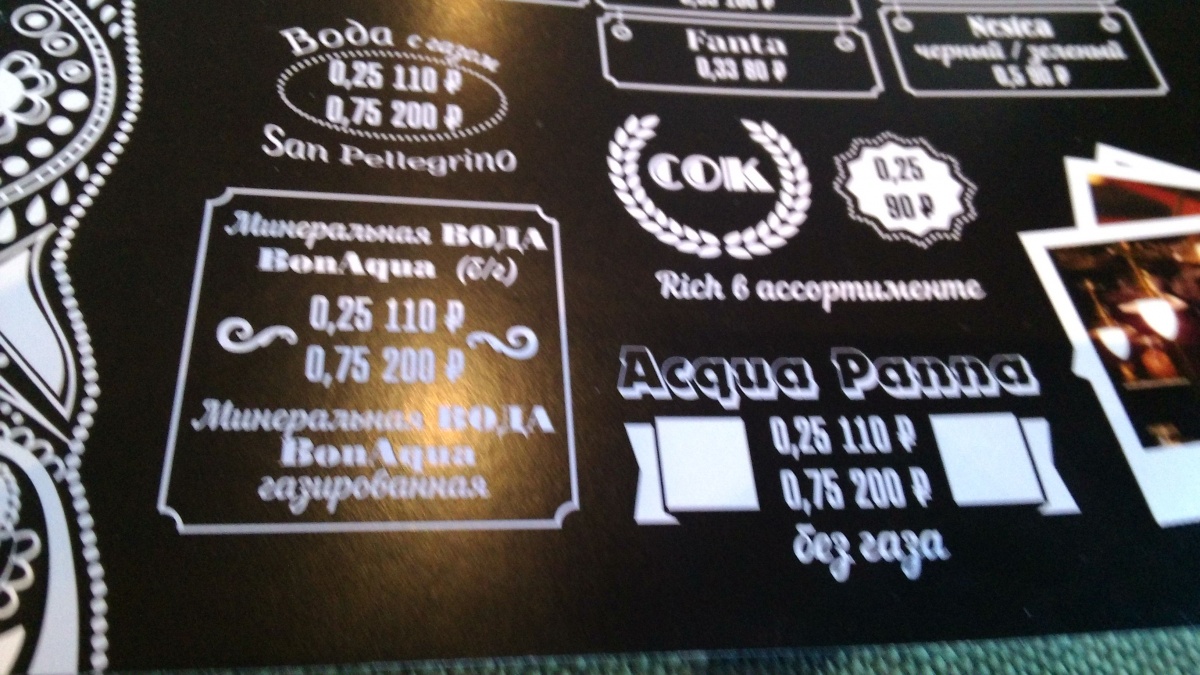 Вода с газом
0,25 110 ₽
0,75 200 ₽
San Pellegrino
Fanta
0,33 80 ₽
Nestea
черный / зеленый
0,5 90 ₽
СОК
0,25
90 ₽
Rich в ассортименте
Минеральная ВОДА
BonAqua (б/г)
0,25 110 ₽
0,75 200 ₽
Минеральная ВОДА
BonAqua
газированная
Acqua Panna
0,25 110 ₽
0,75 200 ₽
без газа